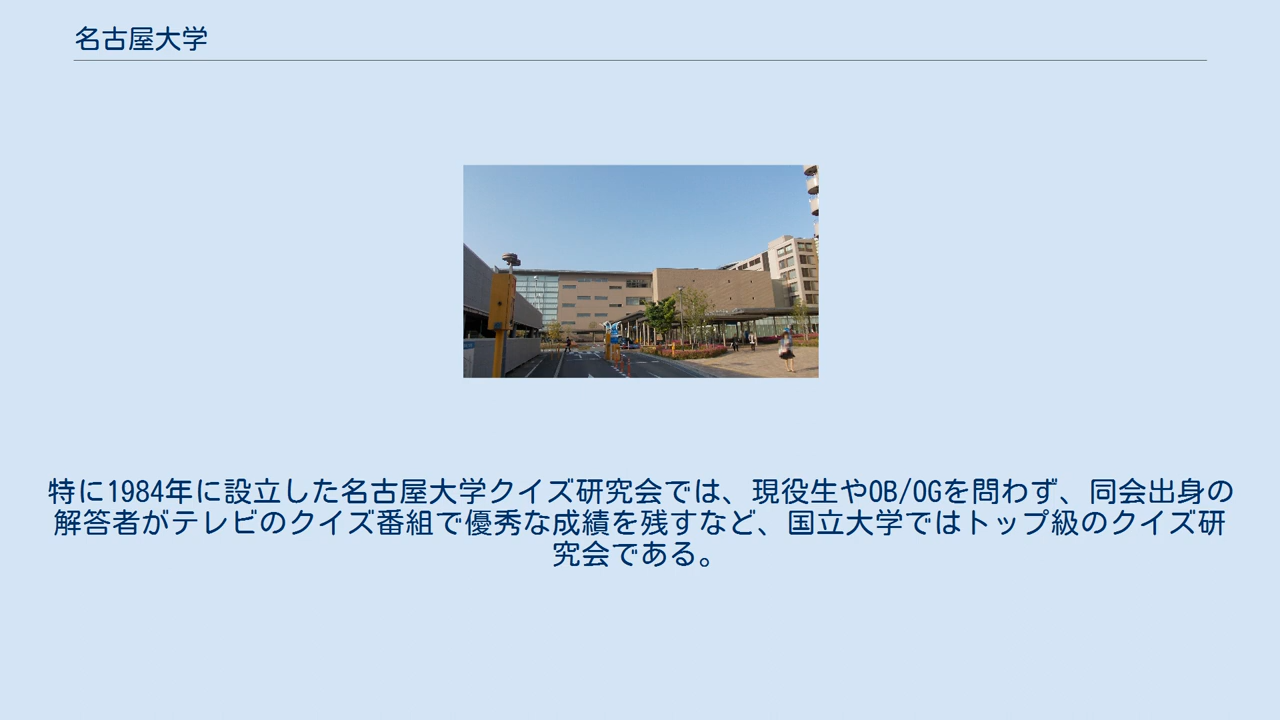 名古屋大学
特に1984年に設立した名古屋大学クイズ研究会では、現役生やOB/OGを問わず、同会出身の
解答者がテレビのクイズ番組で優秀な成績を残すなど、国立大学ではトップ級のクイズ研
究会である。